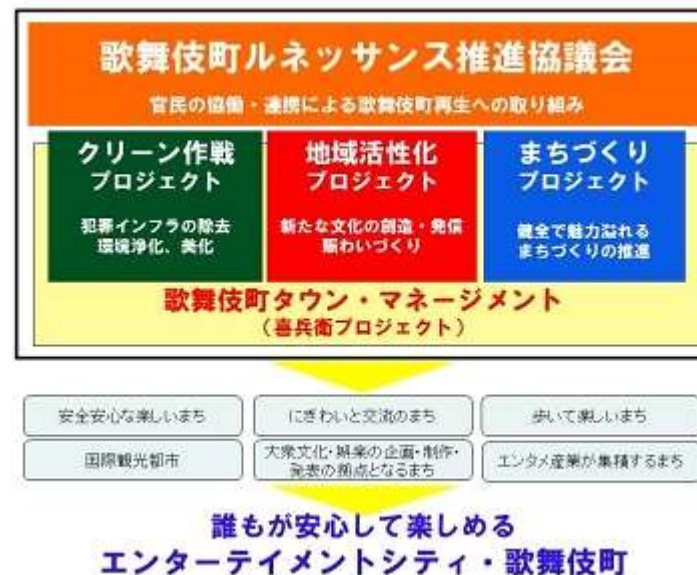 歌舞伎町ルネッサンス推進協議会
官民の協働・連携による歌舞伎町再生への取り組み
クリーン作戦
プロジェクト
犯罪インフラの除去
環境浄化、美化
地域活性化
プロジェクト
新たな文化の創造・発信
賑わいづくり
まちづくり
プロジェクト
健全で魅力溢れる
まちづくりの推進
歌舞伎町タウン・マネージメント
(喜兵衛プロジェクト)
安全安心な楽しいまち
にぎわいと交流のまち
歩いて楽しいまち
国際観光都市
大衆文化・娯楽の企画・制作・
発表の拠点となるまち
エンタメ産業が集積するまち
誰もが安心して楽しめる
エンターテイメントシティ・歌舞伎町